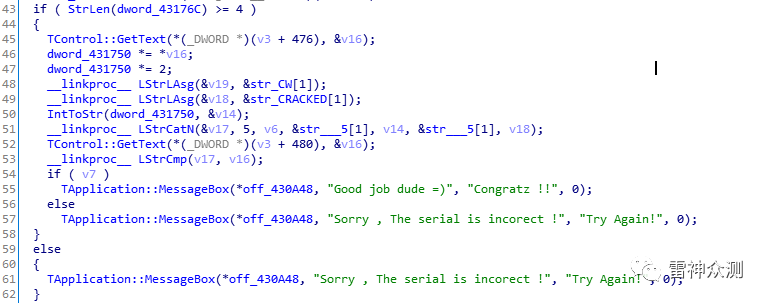 43 if ( StrLen(dword_43176C) >= 4 )
44 {
45 TControl::GetText(*(_DWORD *)(v3 + 476), &v16);
46 dword_431750 *= *v16;
47 dword_431750 *= 2;
48 __linkproc__ LStrLAsg(&v19, &str_CW[1]);
49 __linkproc__ LStrLAsg(&v18, &str_CRACKED[1]);
50 IntToStr(dword_431750, &v14);
51 __linkproc__ LStrCatN(&v17, 5, v6, &str___5[1], v14, &str___5[1], v18);
52 TControl::GetText(*(_DWORD *)(v3 + 480), &v16);
53 __linkproc__ LStrCmp(v17, v16);
54 if ( v7 )
55 TApplication::MessageBox(*off_430A48, "Good job dude =)", "Congratz !!", 0);
56 else
57 TApplication::MessageBox(*off_430A48, "Sorry , The serial is incorect !", "Try Again!", 0);
58 }
59 else
60 {
61 TApplication::MessageBox(*off_430A48, "Sorry , The serial is incorect !", "Try Again!", 0);
62 }
雷神众测